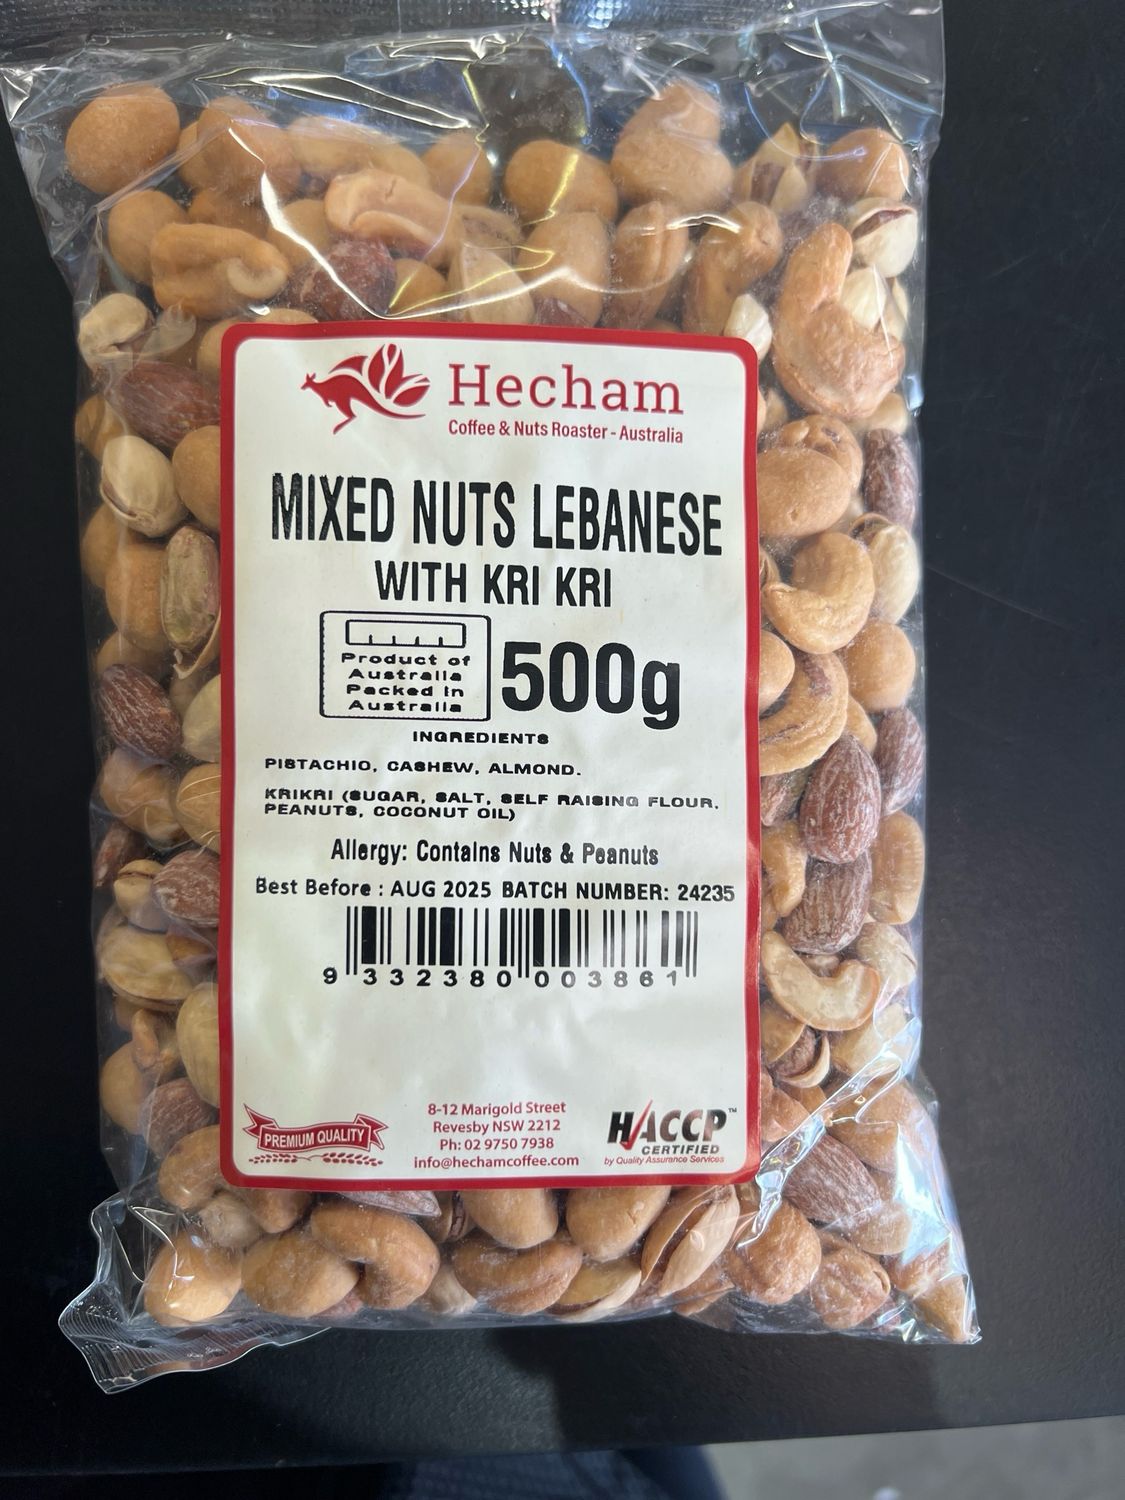 Hecham
Coffee & Nuts Roaster - Australia
MIXED NUTS LEBANESE
WITH KRI KRI
Product of
Australia
Packed in
Australia
500g
INGREDIENTS
PISTACHIO, CASHEW, ALMOND.
KRIKRI (SUGAR, SALT, SELF RAISING FLOUR.
PEANUTS, COCONUT OIL)
Allergy: Contains Nuts & Peanuts
Best Before : AUG 2025 BATCH NUMBER: 24235
9 332380 003861
PREMIUM QUALITY
8-12 Marigold Street
Revesby NSW 2212
Ph: 02 9750 7938
info@hechamcoffee.com
HACCP™
CERTIFIED
by Quality Assurance Services